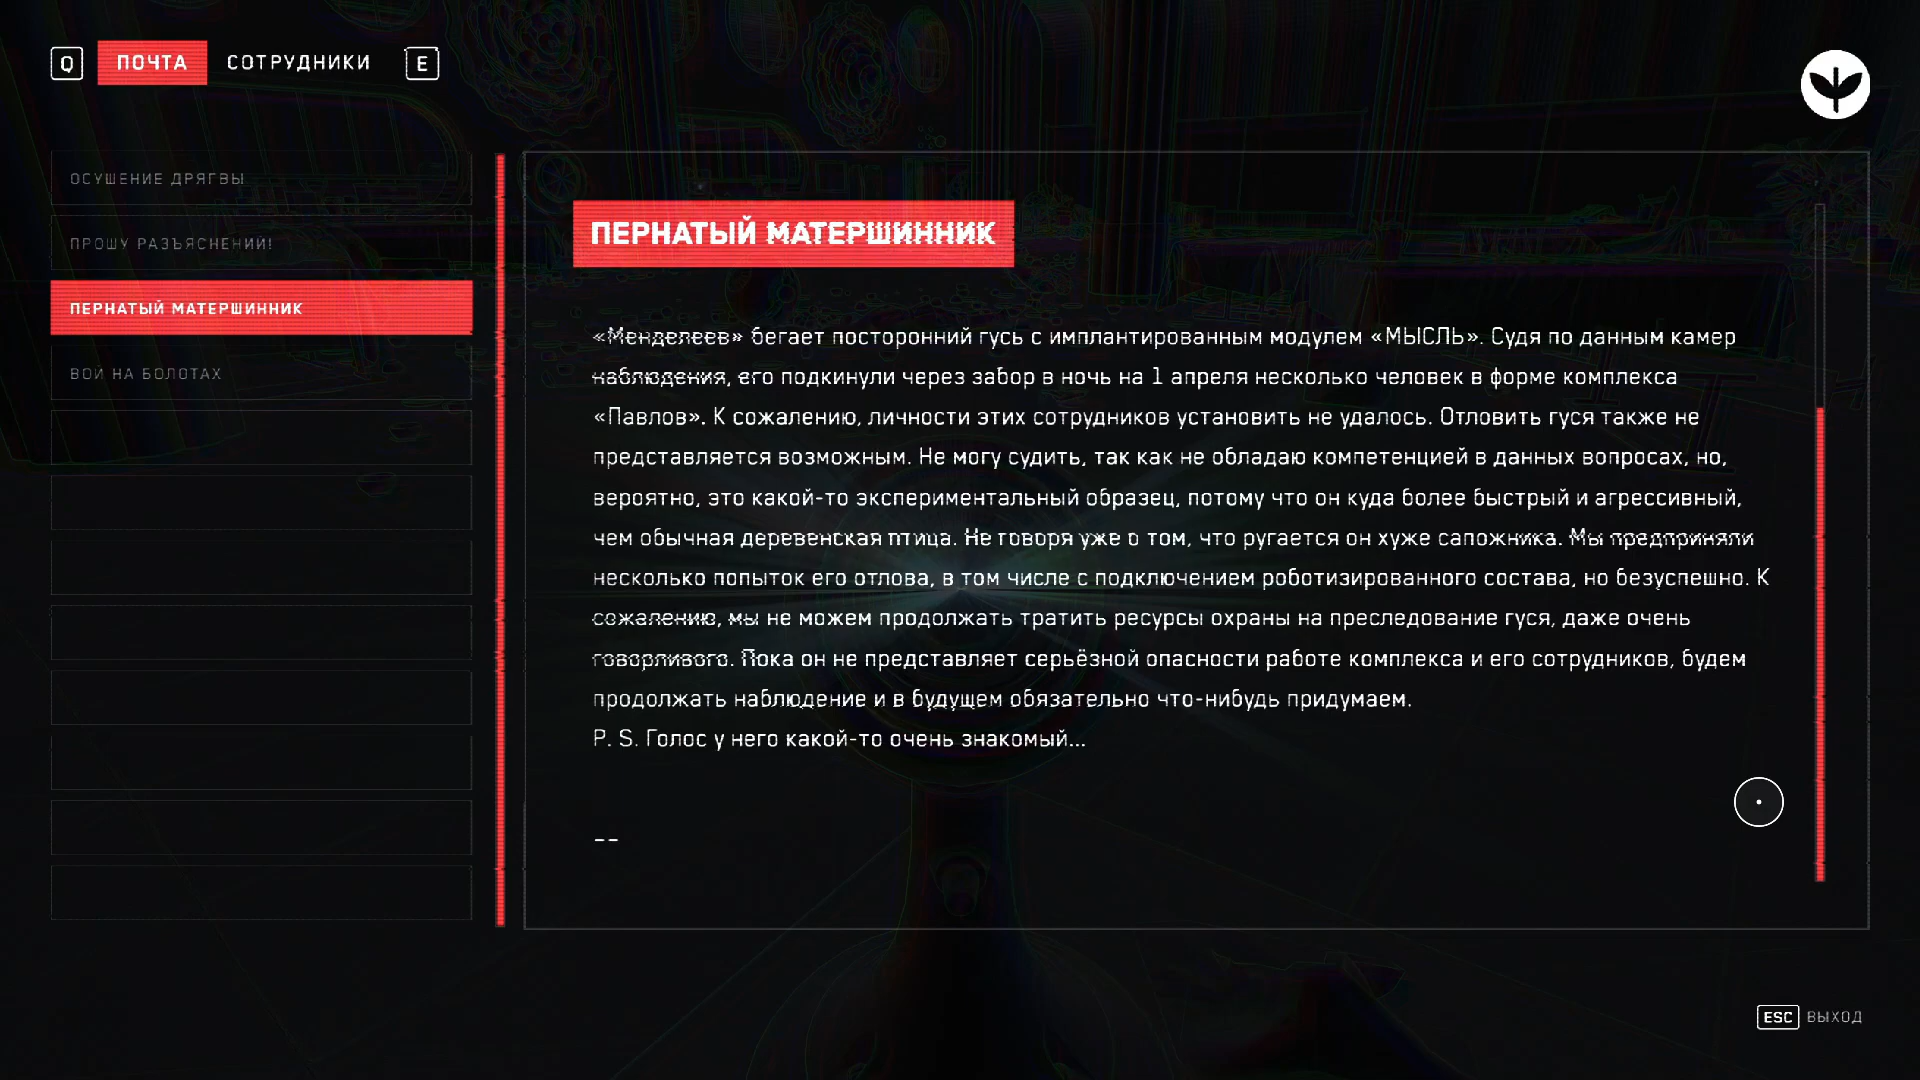 Q ПОЧТА СОТРУДНИКИ E
ОСУШЕНИЕ ДРЯГВЫ
ПРОШУ РАЗЪЯСНЕНИЙ!
ПЕРНАТЫЙ МАТЕРШИННИК
ВОЙ НА БОЛОТАХ
ПЕРНАТЫЙ МАТЕРШИННИК
«Менделеев» бегает посторонний гусь с имплантированным модулем «МЫСЛЬ». Судя по данным камер
наблюдения, его подкинули через забор в ночь на 1 апреля несколько человек в форме комплекса
«Павлов». К сожалению, личности этих сотрудников установить не удалось. Отловить гуся также не
представляется возможным. Не могу судить, так как не обладаю компетенцией в данных вопросах, но,
вероятно, это какой-то экспериментальный образец, потому что он куда более быстрый и агрессивный,
чем обычная деревенская птица. Не говоря уже о том, что ругается он хуже сапожника. Мы предприняли
несколько попыток его отлова, в том числе с подключением роботизированного состава, но безуспешно. К
сожалению, мы не можем продолжать тратить ресурсы охраны на преследование гуся, даже очень
говорливого. Пока он не представляет серьёзной опасности работе комплекса и его сотрудников, будем
продолжать наблюдение и в будущем обязательно что-нибудь придумаем.
P. S. Голос у него какой-то очень знакомый...
--
ESC ВЫХОД